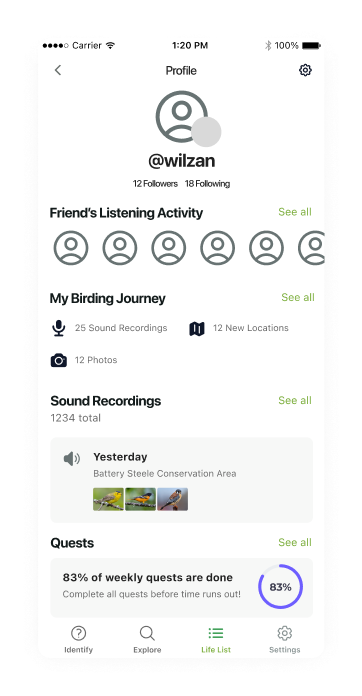 Carrier 1:20 PM 100%
Profile
@wilzan
12 Followers 18 Following
Friend's Listening Activity See all
My Birding Journey See all
25 Sound Recordings 12 New Locations
12 Photos
Sound Recordings See all
1234 total
Yesterday
Battery Steele Conservation Area
Quests See all
83% of weekly quests are done
Complete all quests before time runs out!
83%
Identify Explore Life List Settings